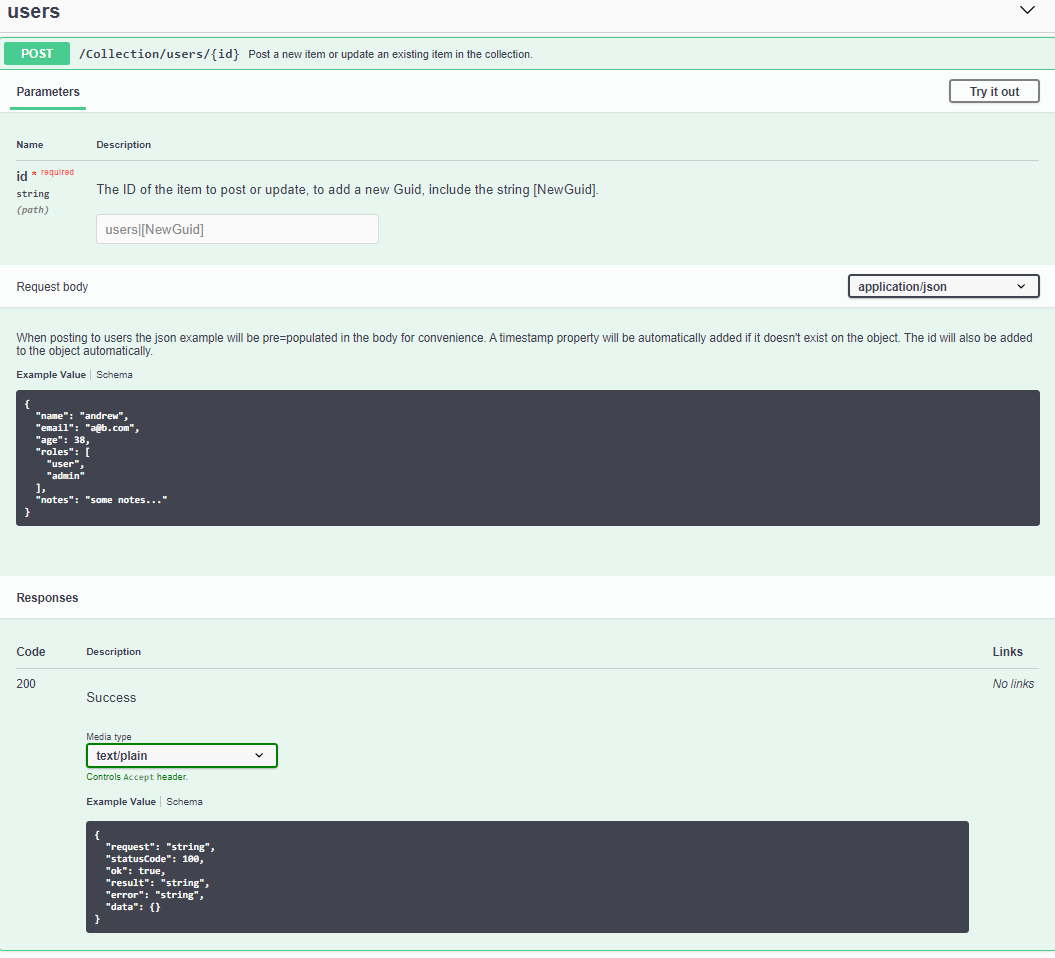 users
POST /Collection/users/{id} Post a new item or update an existing item in the collection.
Parameters
Try it out
Name Description
id * required
string
(path)
The ID of the item to post or update, to add a new Guid, include the string [NewGuid].
users|[NewGuid]
Request body
application/json
When posting to users the json example will be pre=populated in the body for convenience. A timestamp property will be automatically added if it doesn't exist on the object. The id will also be added
to the object automatically.
Example Value Schema
{
"name": "andrew",
"email": "a@b.com",
"age": 38,
"roles": [
"user",
"admin"
],
"notes": "some notes..."
}
Responses
Code Description Links
200 Success No links
Media type
text/plain
Controls Accept header.
Example Value Schema
{
"request": "string",
"statusCode": 100,
"ok": true,
"result": "string",
"error": "string",
"data": {}
}